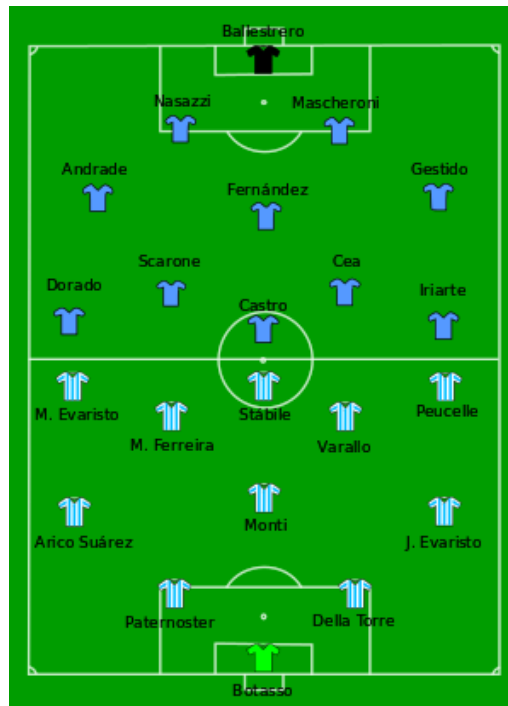 Ballestrero
Nasazzi
Mascheroni
Andrade
Gestido
Fernández
Scarone
Cea
Dorado
Iriarte
Castro
M. Evaristo
Stábile
Peucelle
M. Ferreira
Varallo
Monti
Arico Suárez
J. Evaristo
Paternoster
Della Torre
Botasso